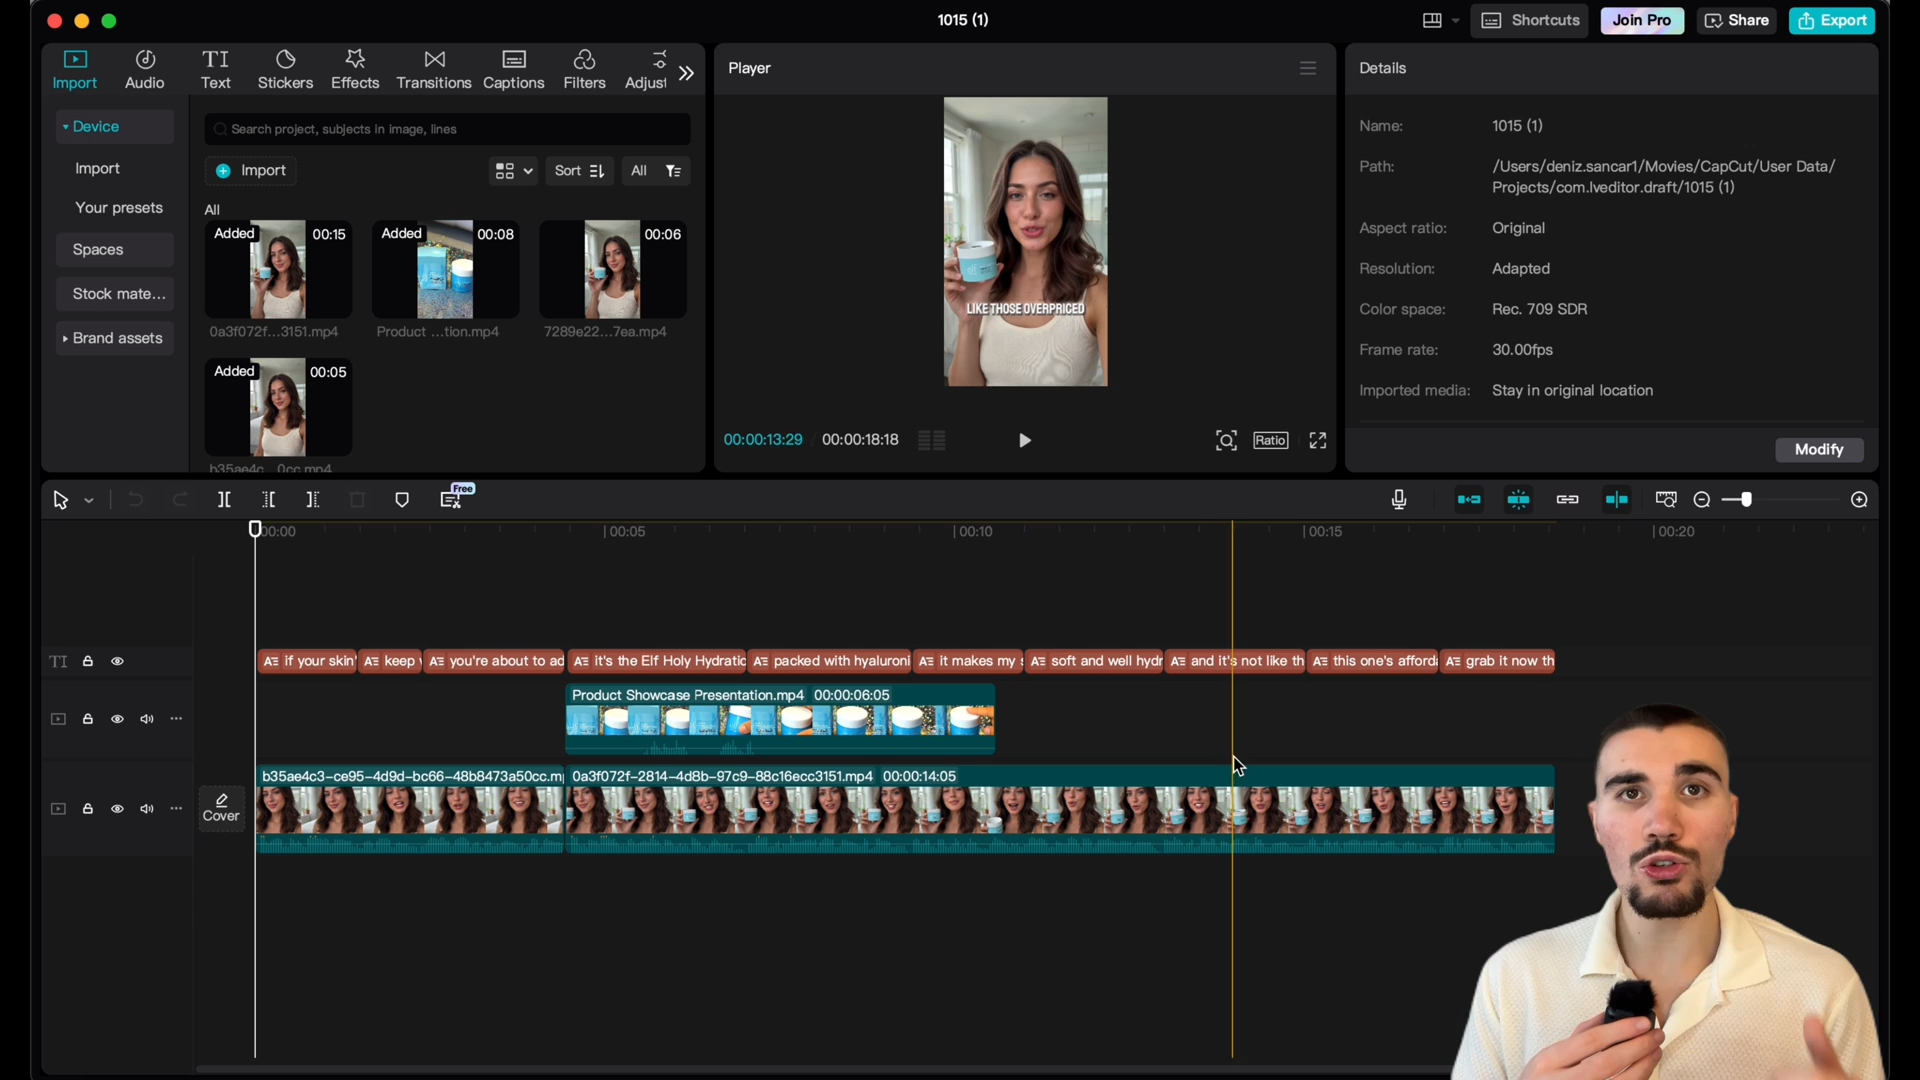 1015 (1)
Shortcuts
Join Pro
Share
Export
Import
Audio
TI
Text
Stickers
Effects
Transitions
Captions
Filters
Adjust
Player
Details
Device
Import
Your presets
Spaces
Stock mate...
Brand assets
Search project, subjects in image, lines
Import
Sort
All
All
Added 00:15
Added 00:08
00:06
0a3f072f...3151.mp4
Product ...tion.mp4
7289e22...7ea.mp4
Added 00:05
b35ae4c...0cc.mp4
LIKE THOSE OVERPRICED
00:00:13:29 / 00:00:18:18
Ratio
Name: 1015 (1)
Path: /Users/deniz.sancar1/Movies/CapCut/User Data/
Projects/com.lveditor.draft/1015 (1)
Aspect ratio: Original
Resolution: Adapted
Color space: Rec. 709 SDR
Frame rate: 30.00fps
Imported media: Stay in original location
Modify
Free
00:00
00:05
00:10
00:15
00:20
TI
if your skin'
keep
you're about to ad
it's the Elf Holy Hydratic
packed with hyaluroni
it makes my
soft and well hydr
and it's not like th
this one's afforda
grab it now th
Product Showcase Presentation.mp4 00:00:06:05
b35ae4c3-ce95-4d9d-bc66-48b8473a50cc.mp
0a3f072f-2814-4d8b-97c9-88c16ecc3151.mp4 00:00:14:05
Cover